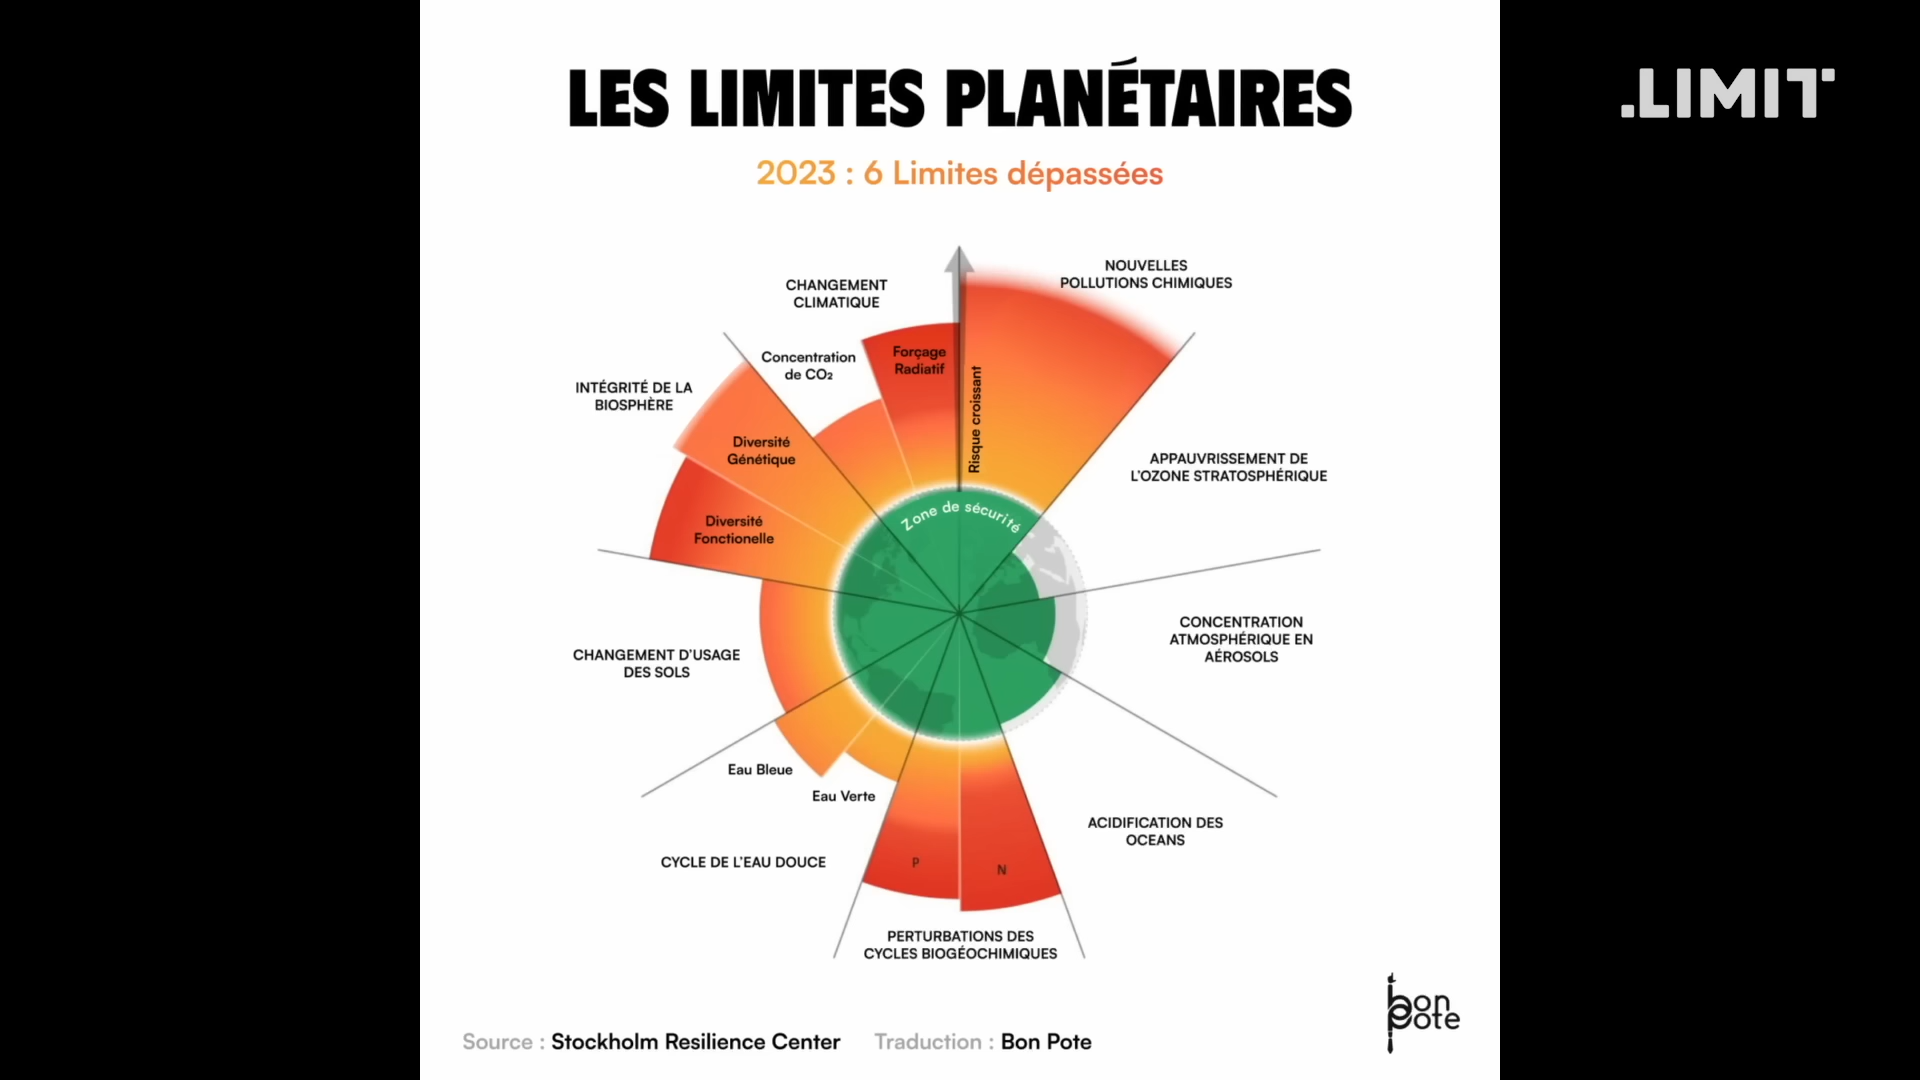 LES LIMITES PLANÉTAIRES
.LIMIT
2023 : 6 Limites dépassées
NOUVELLES
POLLUTIONS CHIMIQUES
CHANGEMENT
CLIMATIQUE
Concentration
de CO₂
Forçage
Radiatif
Risque croissant
INTÉGRITÉ DE LA
BIOSPHÈRE
Diversité
Génétique
APPAUVRISSEMENT DE
L'OZONE STRATOSPHÉRIQUE
Zone de sécurité
Diversité
Fonctionelle
CONCENTRATION
ATMOSPHÉRIQUE EN
AÉROSOLS
CHANGEMENT D'USAGE
DES SOLS
Eau Bleue
Eau Verte
ACIDIFICATION DES
OCEANS
CYCLE DE L'EAU DOUCE
P
N
PERTURBATIONS DES
CYCLES BIOGÉOCHIMIQUES
bon
pote
Source : Stockholm Resilience Center Traduction : Bon Pote